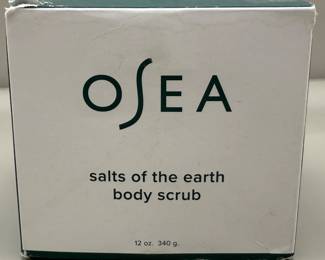 OSEA
salts of the earth
body scrub
12 oz. 340 g.